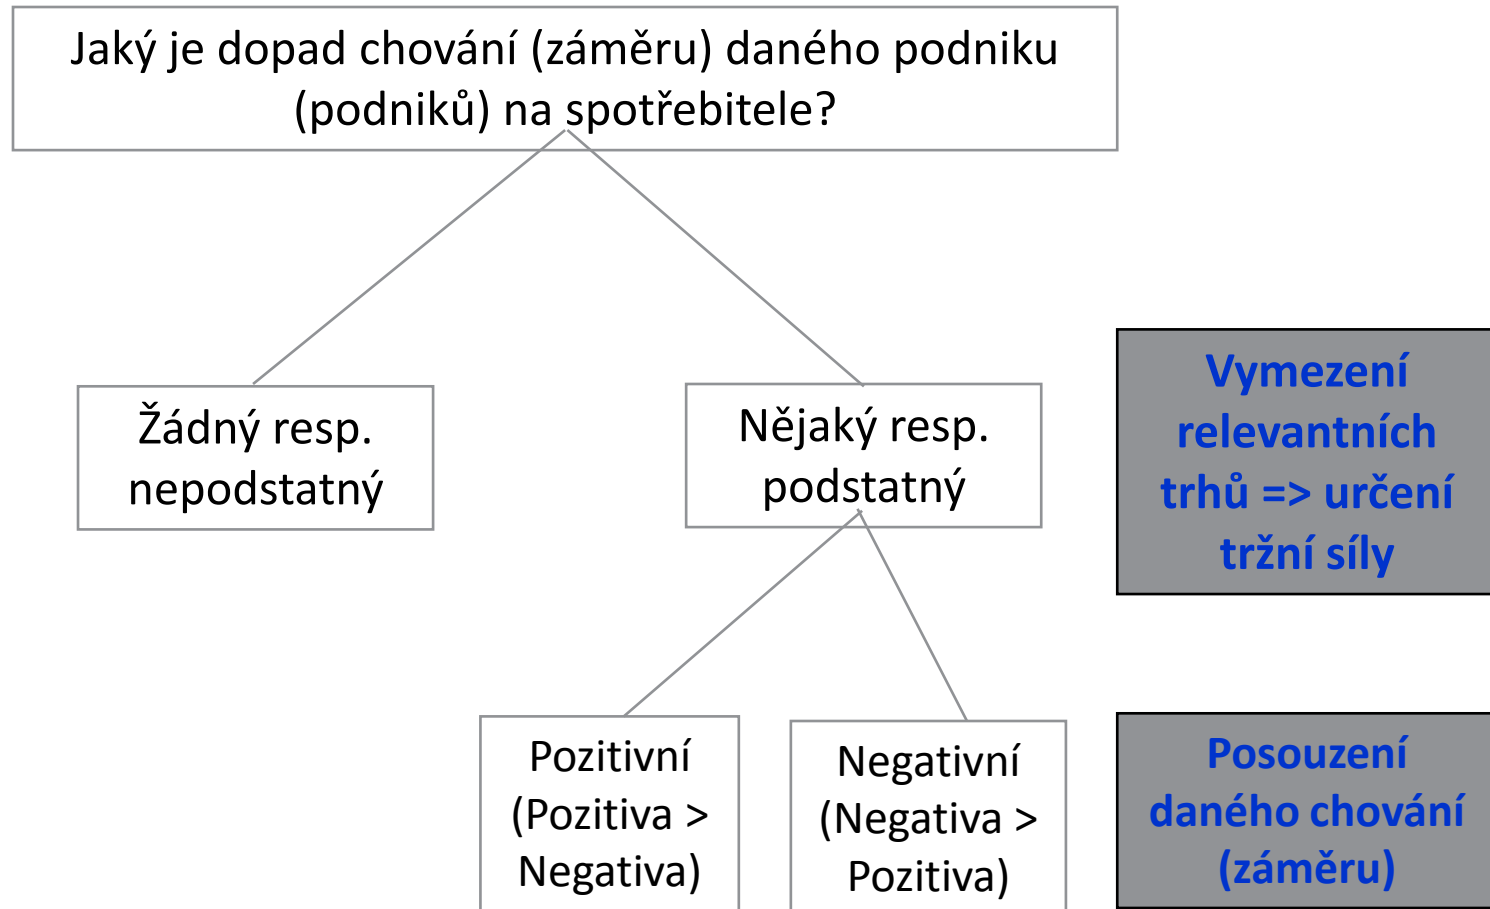 Jaký je dopad chování (záměru) daného podniku
(podniků) na spotřebitele?
Žádný resp.
nepodstatný
Nějaký resp.
podstatný
Vymezení
relevantních
trhů => určení
tržní síly
Pozitivní
(Pozitiva >
Negativa)
Negativní
(Negativa >
Pozitiva)
Posouzení
daného chování
(záměru)